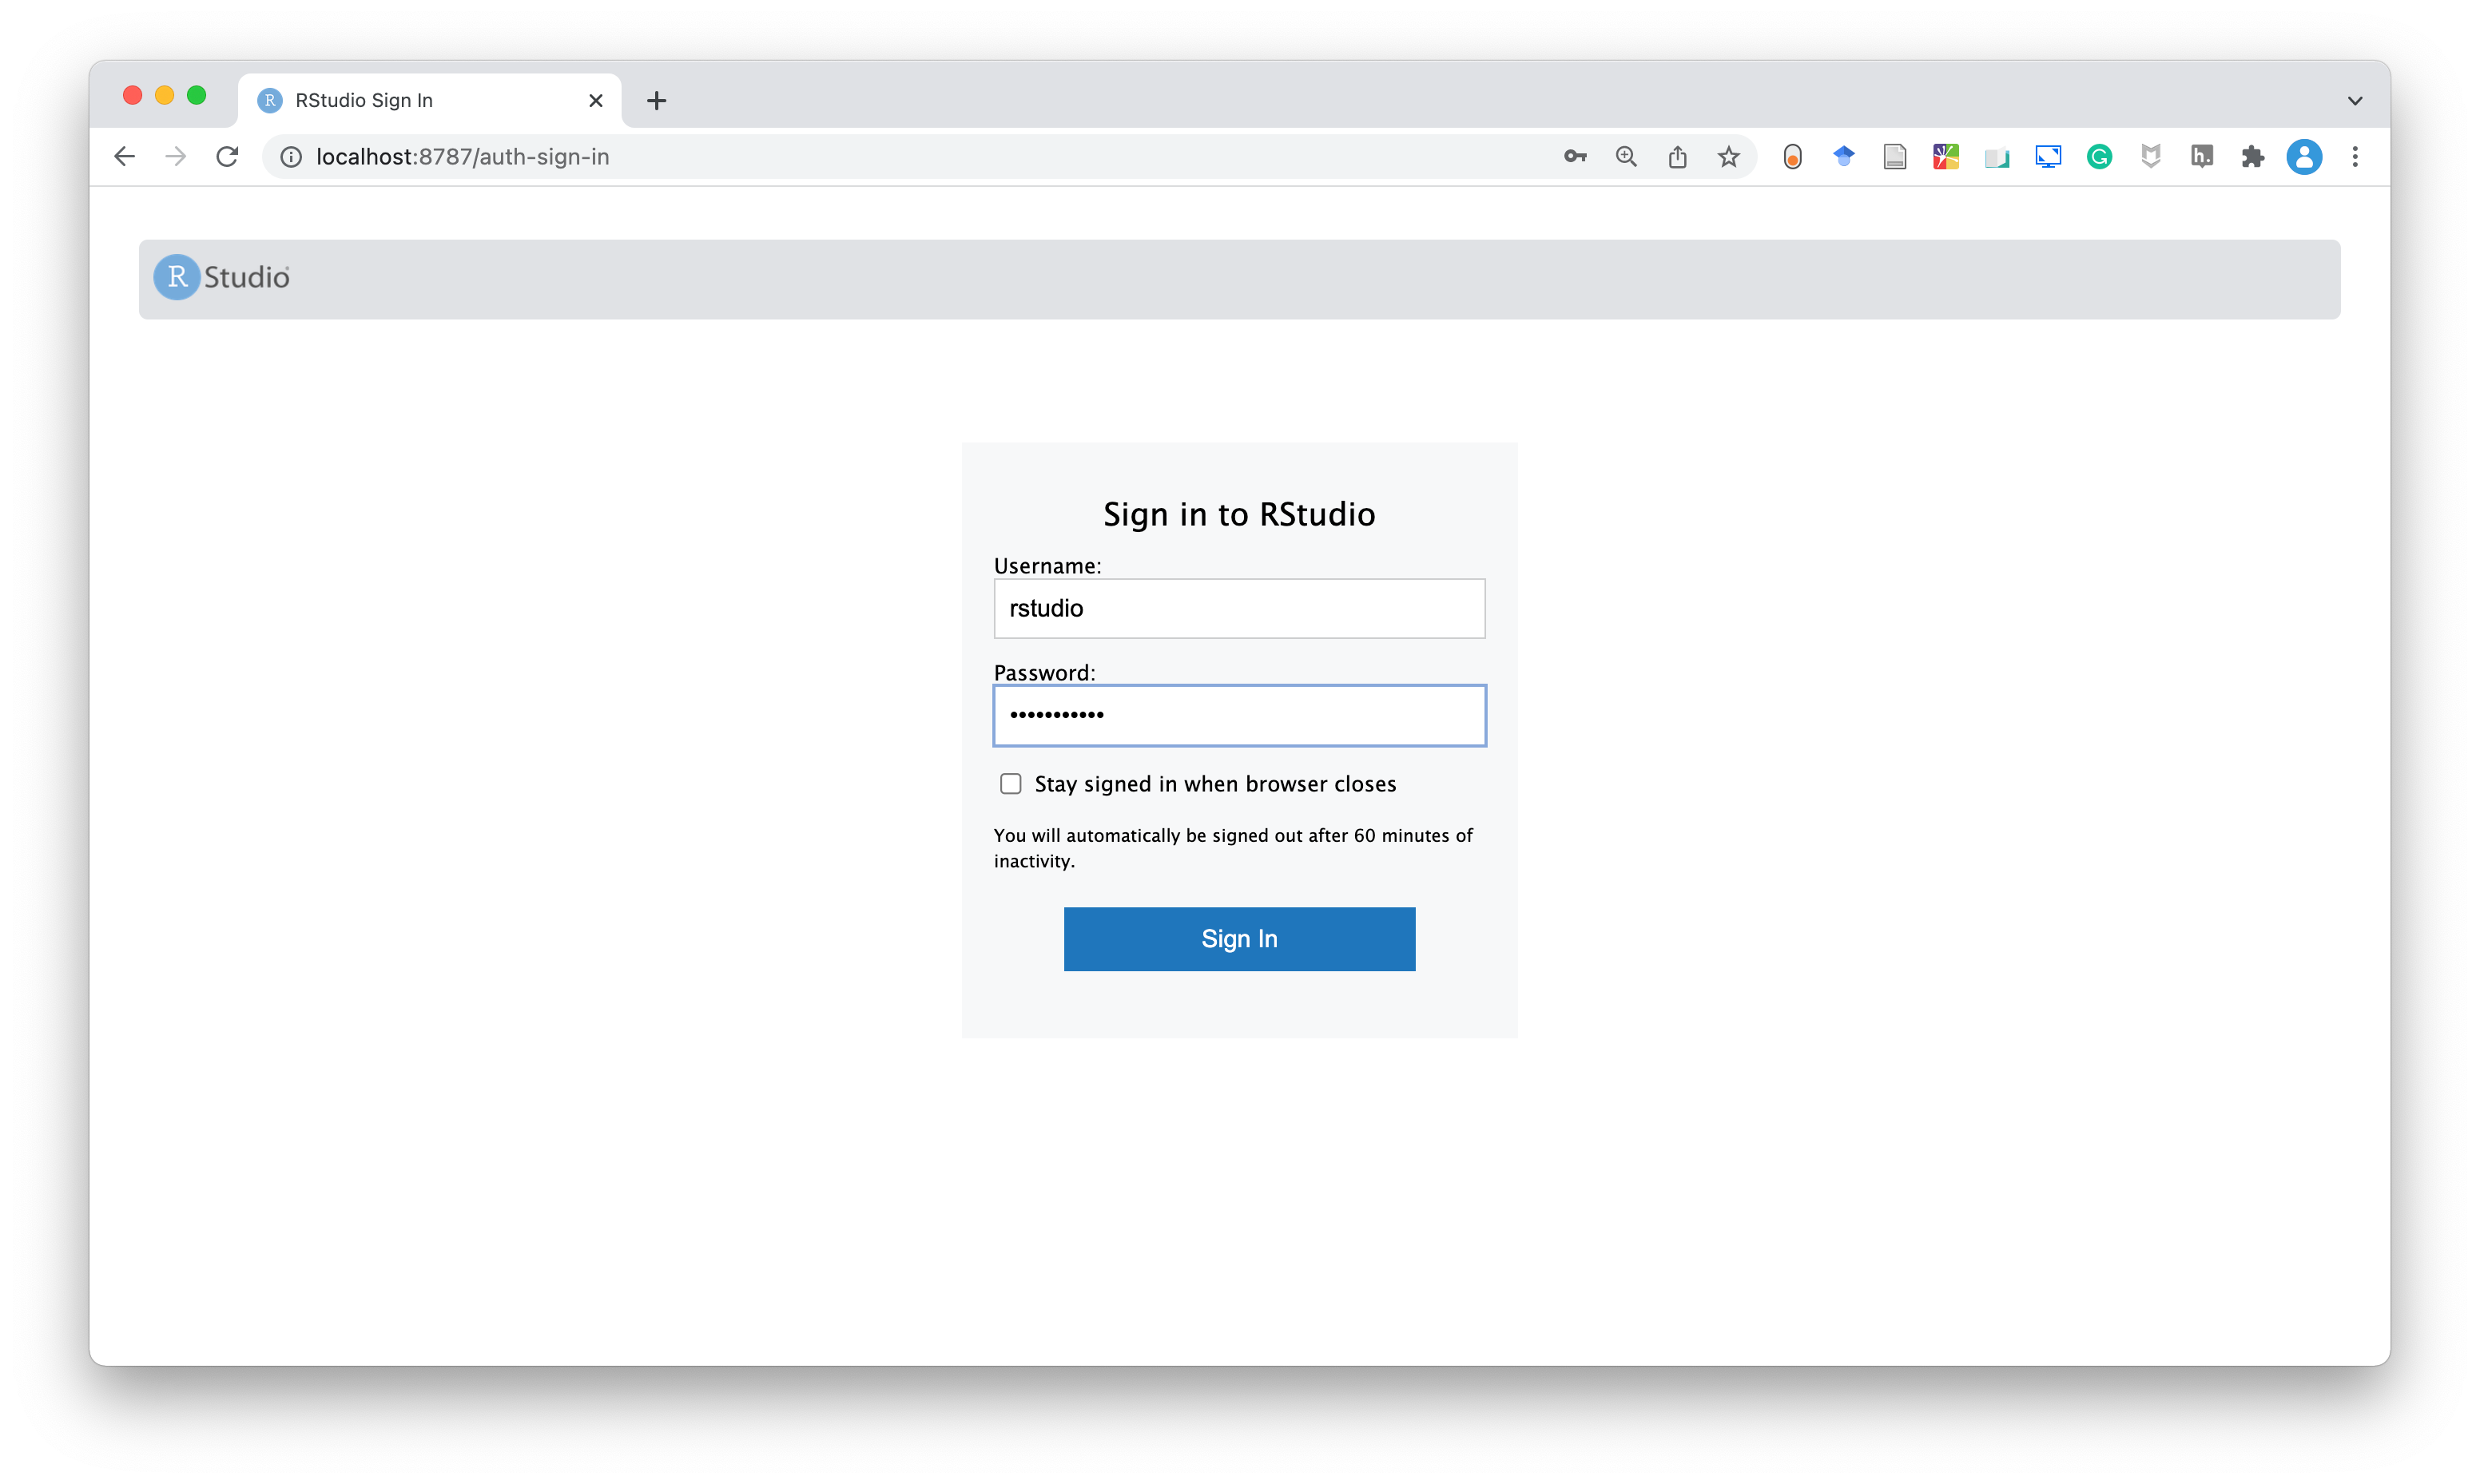 R RStudio Sign In
localhost:8787/auth-sign-in
h.
R Studio
Sign in to RStudio
Username:
rstudio
Password:
•••••••••••
Stay signed in when browser closes
You will automatically be signed out after 60 minutes of
inactivity.
Sign In